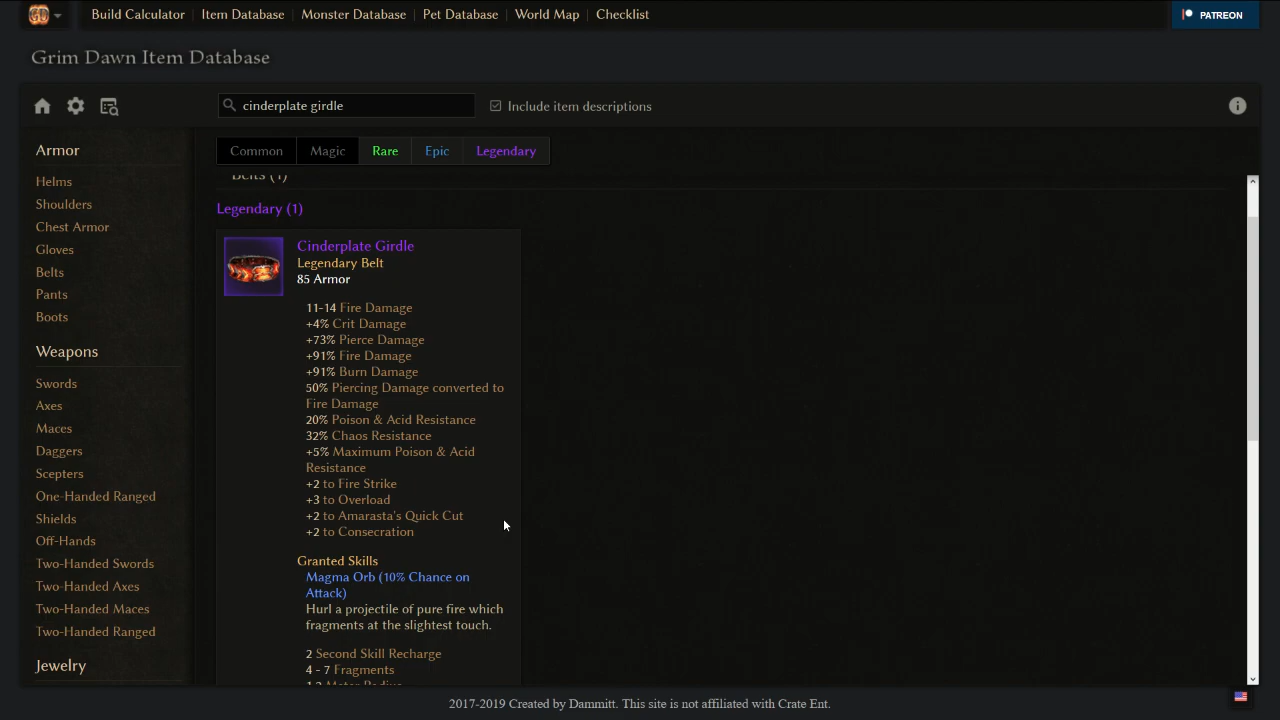 Build Calculator Item Database Monster Database Pet Database World Map Checklist PATREON
Grim Dawn Item Database
cinderplate girdle Include item descriptions
Common Magic Rare Epic Legendary
Armor
Helms
Shoulders
Chest Armor
Gloves
Belts
Pants
Boots
Weapons
Swords
Axes
Maces
Daggers
Scepters
One-Handed Ranged
Shields
Off-Hands
Two-Handed Swords
Two-Handed Axes
Two-Handed Maces
Two-Handed Ranged
Jewelry
Belts (1)
Legendary (1)
Cinderplate Girdle
Legendary Belt
85 Armor
11-14 Fire Damage
+4% Crit Damage
+73% Pierce Damage
+91% Fire Damage
+91% Burn Damage
50% Piercing Damage converted to
Fire Damage
20% Poison & Acid Resistance
32% Chaos Resistance
+5% Maximum Poison & Acid
Resistance
+2 to Fire Strike
+3 to Overload
+2 to Amarasta's Quick Cut
+2 to Consecration
Granted Skills
Magma Orb (10% Chance on
Attack)
Hurl a projectile of pure fire which
fragments at the slightest touch.
2 Second Skill Recharge
4 - 7 Fragments
2017-2019 Created by Dammitt. This site is not affiliated with Crate Ent.